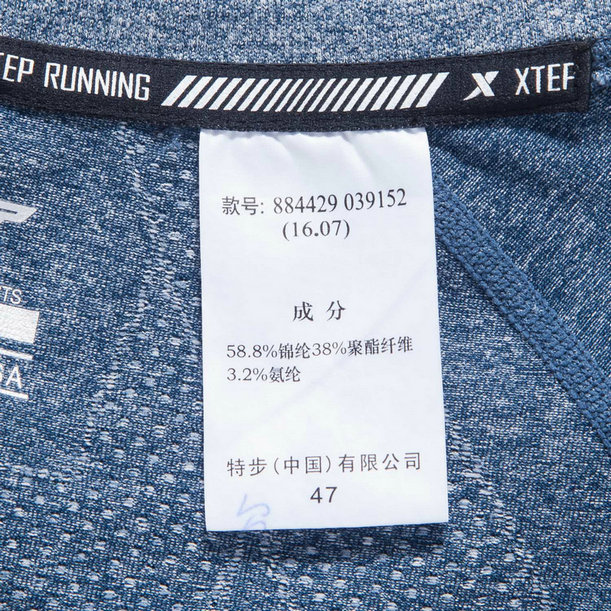 TEP RUNNING XTEP
款号: 884429 039152
(16.07)
成 分
58.8%锦纶38%聚酯纤维
3.2%氨纶
特步(中国)有限公司
47